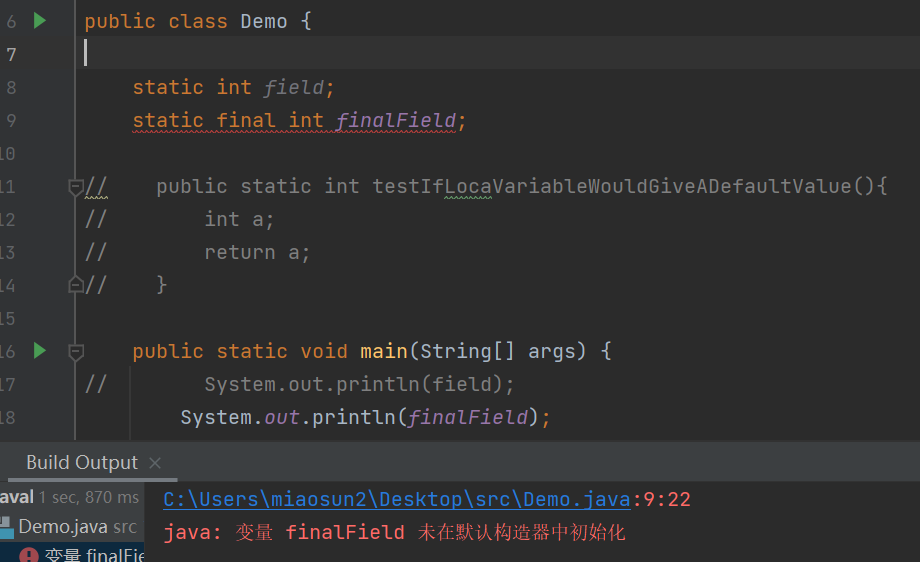 6 public class Demo {
7
8 static int field;
9 static final int finalField;
10
11 // public static int testIfLocaVariableWouldGiveADefaultValue(){
12 // int a;
13 // return a;
14 // }
15
16 public static void main(String[] args) {
17 // System.out.println(field);
18 System.out.println(finalField);
Build Output ×
aval 1 sec, 870 ms
C:\Users\miaosun2\Desktop\src\Demo.java:9:22
Demo.java src
java: 变量 finalField 未在默认构造器中初始化
变量 finalFie